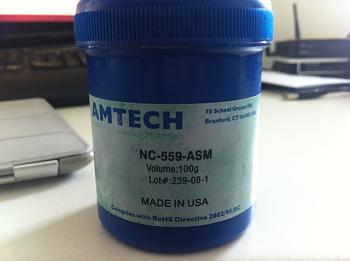 AMTECH
75 School Ground Rd.
Branford, CT
NC-559-ASM
Volume:100g
Lot#:239-08-1
MADE IN USA
Complies with RoHS Directive 2002/95/EC